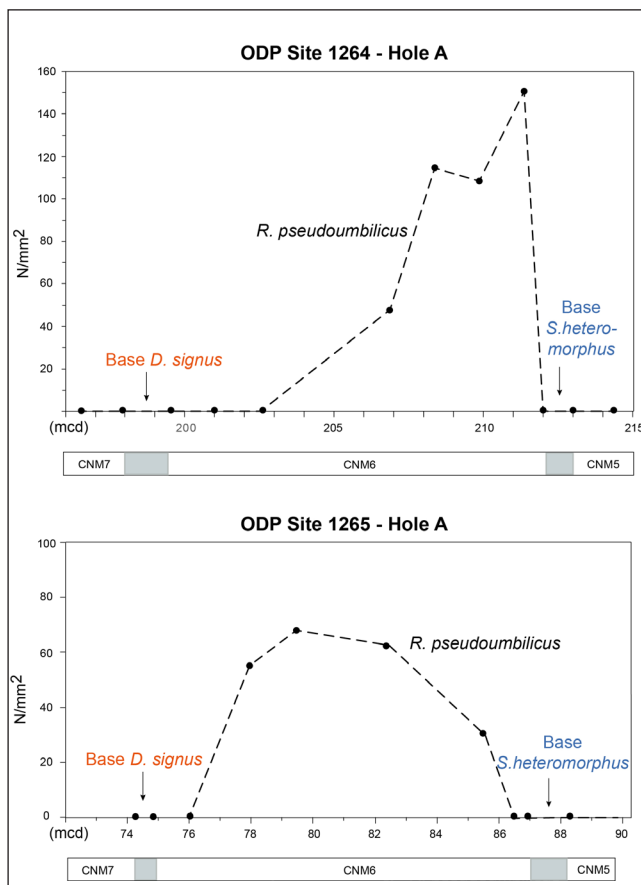 ODP Site 1264 - Hole A
160
150
120
100
80
60
40
20
0
N/mm2
R. pseudoumbilicus
Base D. signus
Base
S.hetero-
morphus
(mcd)
200
205
210
215
CNM7
CNM6
CNM5
ODP Site 1265 - Hole A
100
80
60
40
20
0
N/mm2
R. pseudoumbilicus
Base D. signus
Base
S.heteromorphus
(mcd)
74
76
78
80
82
84
86
88
90
CNM7
CNM6
CNM5